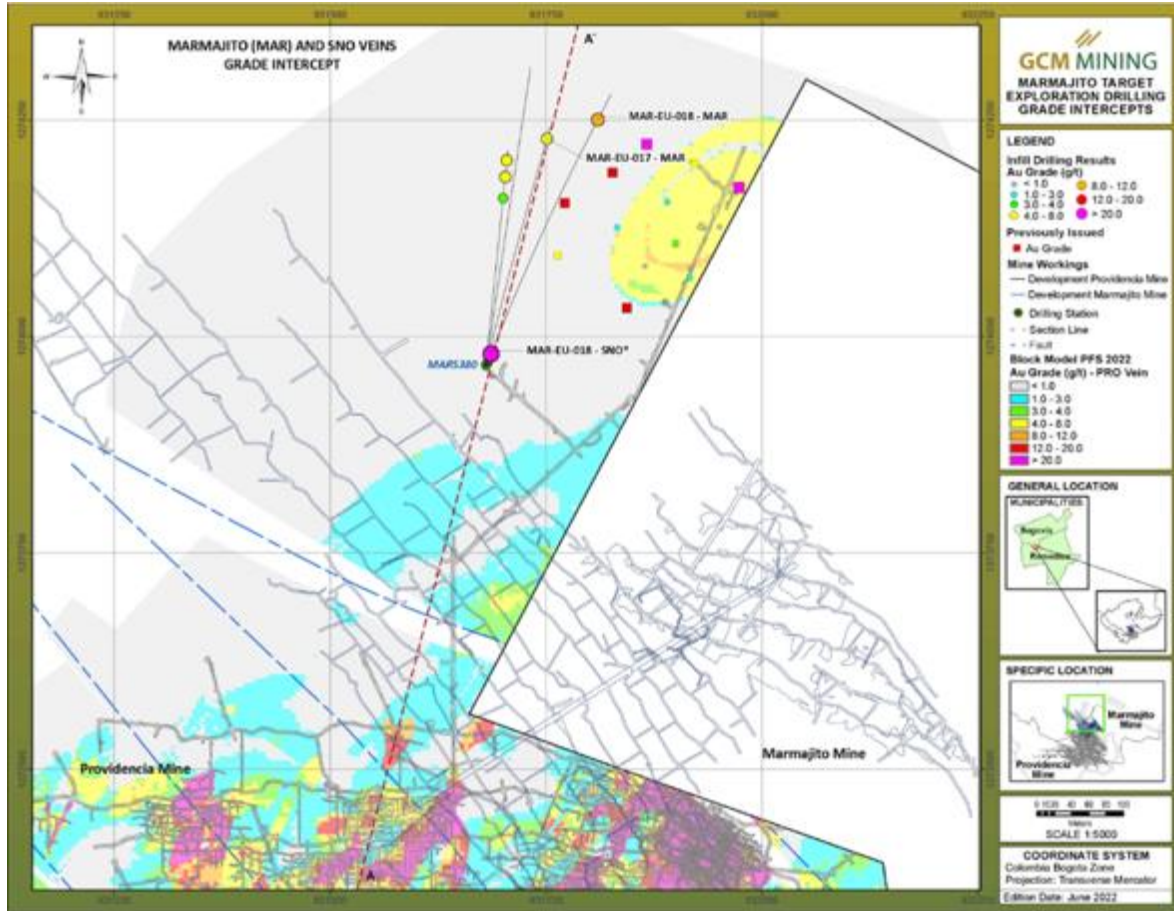 MARMAJITO (MAR) AND SNO VEINS
GRADE INTERCEPT
A'
MAR-EU-018 - MAR
MAR-EU-017 - MAR
MAR-EU-018 - SNO*
Providencia Mine
Marmajito Mine
A
GCM MINING
MARMAJITO TARGET
EXPLORATION DRILLING
GRADE INTERCEPTS
LEGEND
Infill Drilling Results
Au Grade (g/t)
< 1.0
1.0 - 3.0
3.0 - 4.0
4.0 - 8.0
8.0 - 12.0
12.0 - 20.0
> 20.0
Previously Issued
Au Grade
Mine Workings
Development Providencia Mine
Development Marmajito Mine
Drilling Station
Section Line
Fault
Block Model PFS 2022
Au Grade (g/t) - PRO Vein
< 1.0
1.0 - 3.0
3.0 - 4.0
4.0 - 8.0
8.0 - 12.0
12.0 - 20.0
> 20.0
GENERAL LOCATION
MUNICIPALITIES
SPECIFIC LOCATION
Marmajito
Mine
Providencia
Mine
Meters
SCALE 1:5000
COORDINATE SYSTEM
Colombia Bogota Zone
Projection: Transverse Mercator
Edition Date: June 2022